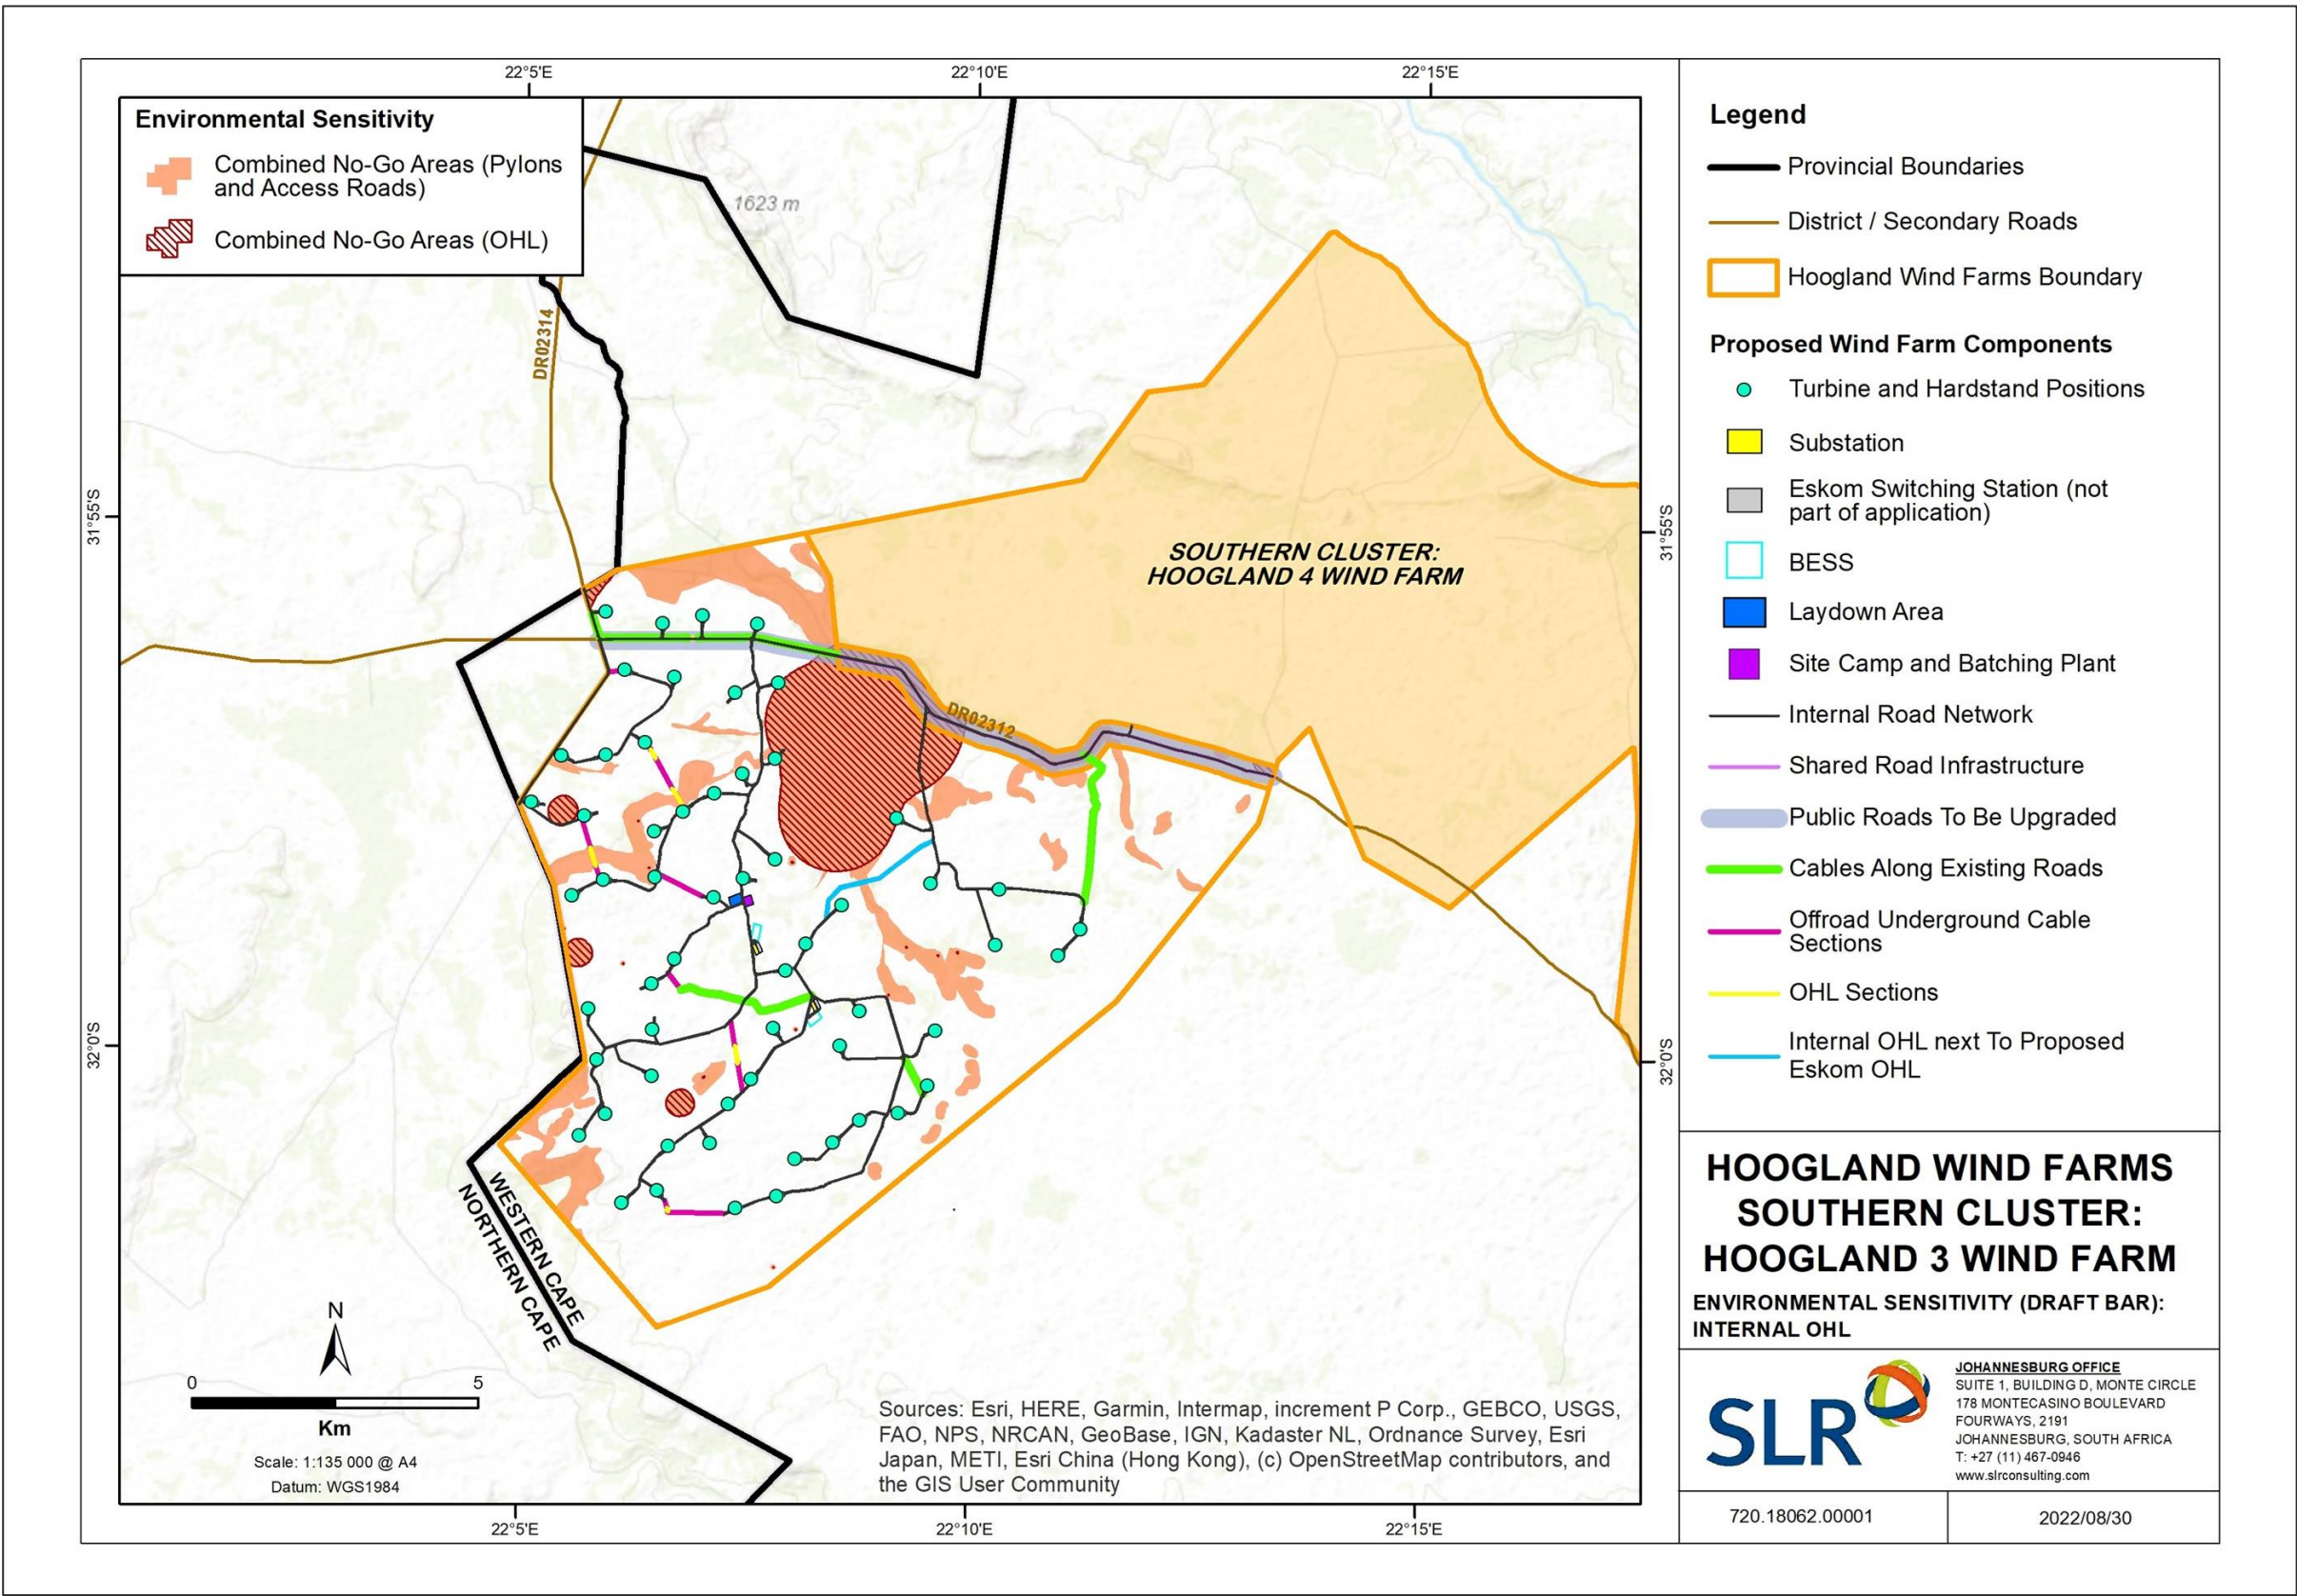 22°5'E
22°10'E
22°15'E
Environmental Sensitivity
Combined No-Go Areas (Pylons
and Access Roads)
Combined No-Go Areas (OHL)
1623 m
DR02314
31°55'S
31°55'S
SOUTHERN CLUSTER:
HOOGLAND 4 WIND FARM
DR02312
32°0'S
32°0'S
WESTERN CAPE
NORTHERN CAPE
N
0
5
Km
Scale: 1:135 000 @ A4
Datum: WGS1984
Sources: Esri, HERE, Garmin, Intermap, increment P Corp., GEBCO, USGS,
FAO, NPS, NRCAN, GeoBase, IGN, Kadaster NL, Ordnance Survey, Esri
Japan, METI, Esri China (Hong Kong), (c) OpenStreetMap contributors, and
the GIS User Community
22°5'E
22°10'E
22°15'E
Legend
Provincial Boundaries
District / Secondary Roads
Hoogland Wind Farms Boundary
Proposed Wind Farm Components
Turbine and Hardstand Positions
Substation
Eskom Switching Station (not
part of application)
BESS
Laydown Area
Site Camp and Batching Plant
Internal Road Network
Shared Road Infrastructure
Public Roads To Be Upgraded
Cables Along Existing Roads
Offroad Underground Cable
Sections
OHL Sections
Internal OHL next To Proposed
Eskom OHL
HOOGLAND WIND FARMS
SOUTHERN CLUSTER:
HOOGLAND 3 WIND FARM
ENVIRONMENTAL SENSITIVITY (DRAFT BAR):
INTERNAL OHL
SLR
JOHANNESBURG OFFICE
SUITE 1, BUILDING D, MONTE CIRCLE
178 MONTECASINO BOULEVARD
FOURWAYS, 2191
JOHANNESBURG, SOUTH AFRICA
T: +27 (11) 467-0946
www.slrconsulting.com
720.18062.00001
2022/08/30